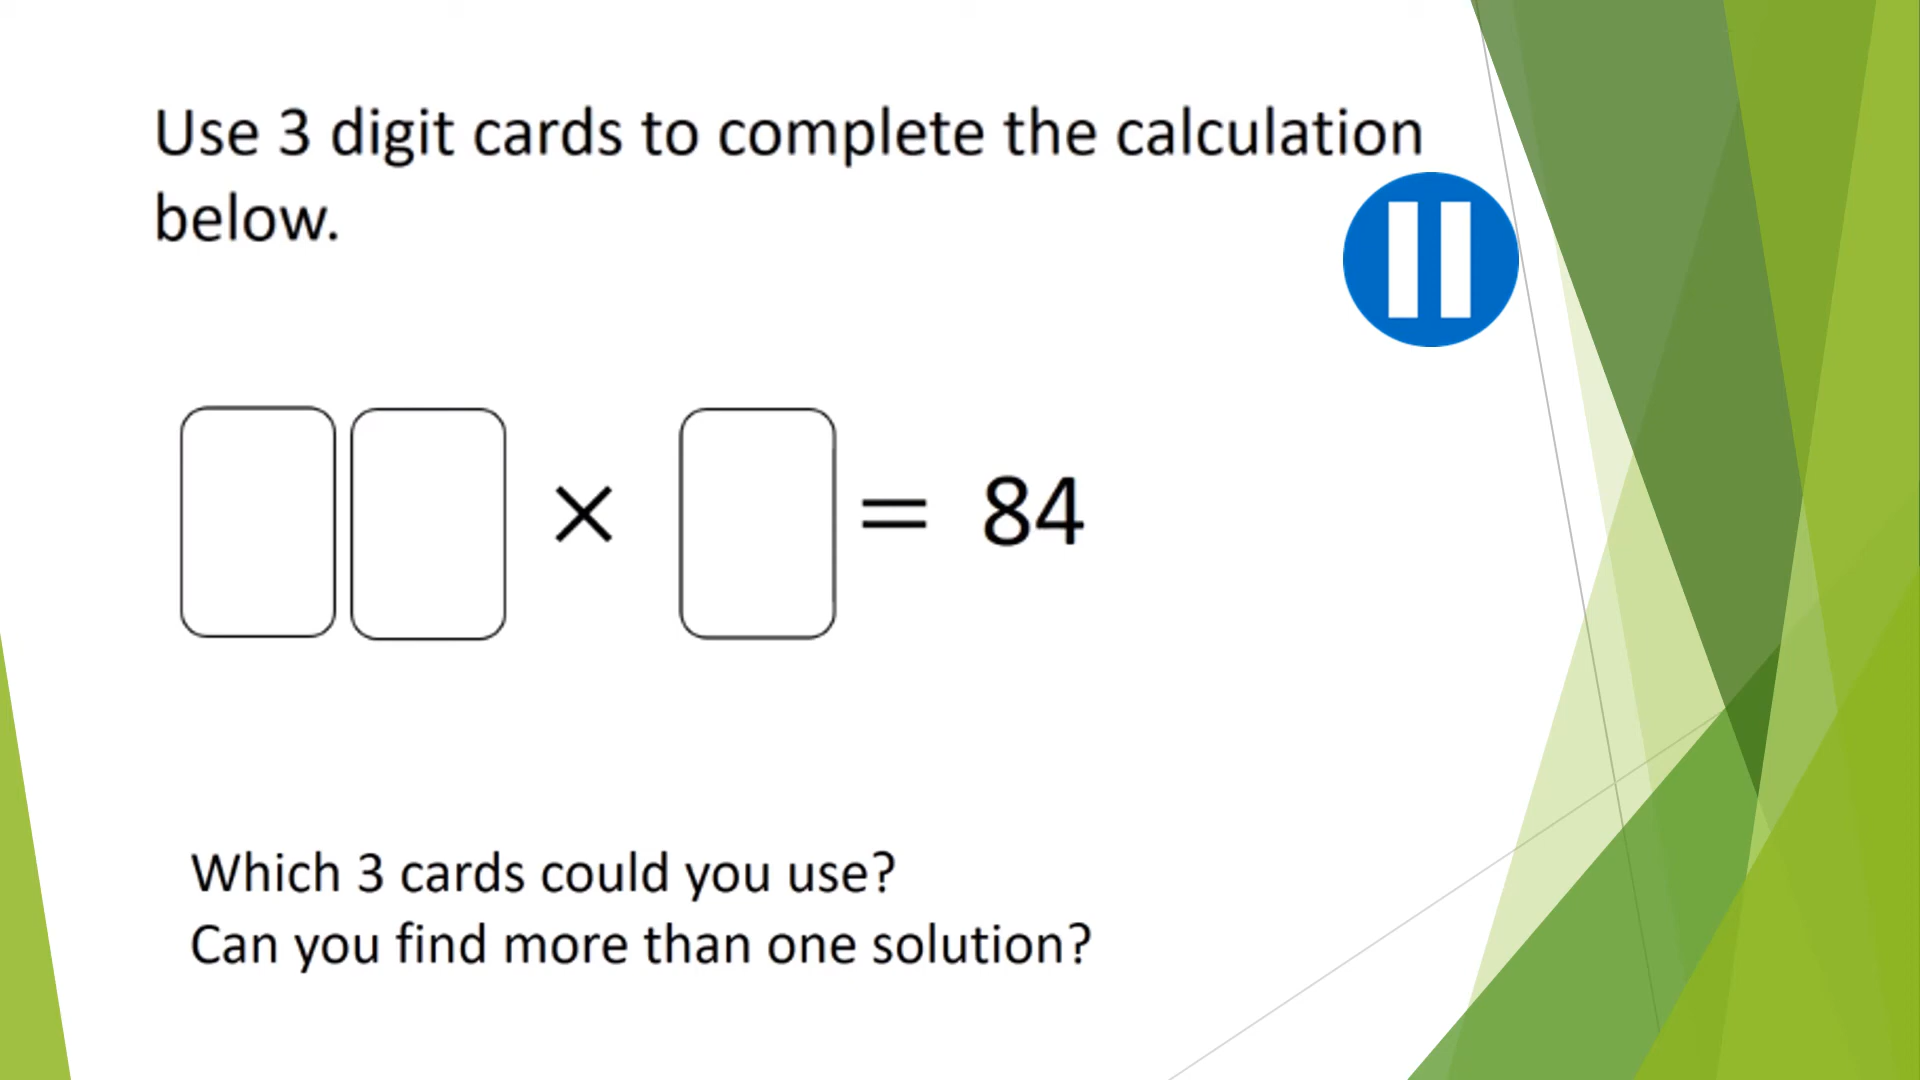 Use 3 digit cards to complete the calculation
below.
× = 84
Which 3 cards could you use?
Can you find more than one solution?